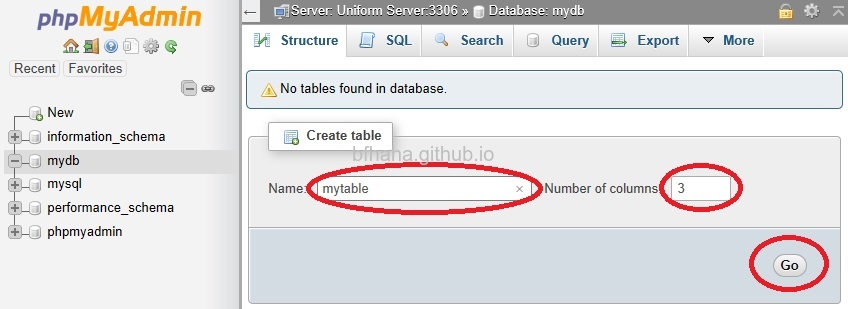 phpMyAdmin
Recent Favorites
New
information_schema
mydb
mysql
performance_schema
phpmyadmin
Server: Uniform Server:3306 » Database: mydb
Structure SQL Search Query Export More
No tables found in database.
Create table
bfhaha.github.io
Name: mytable × Number of columns: 3
Go